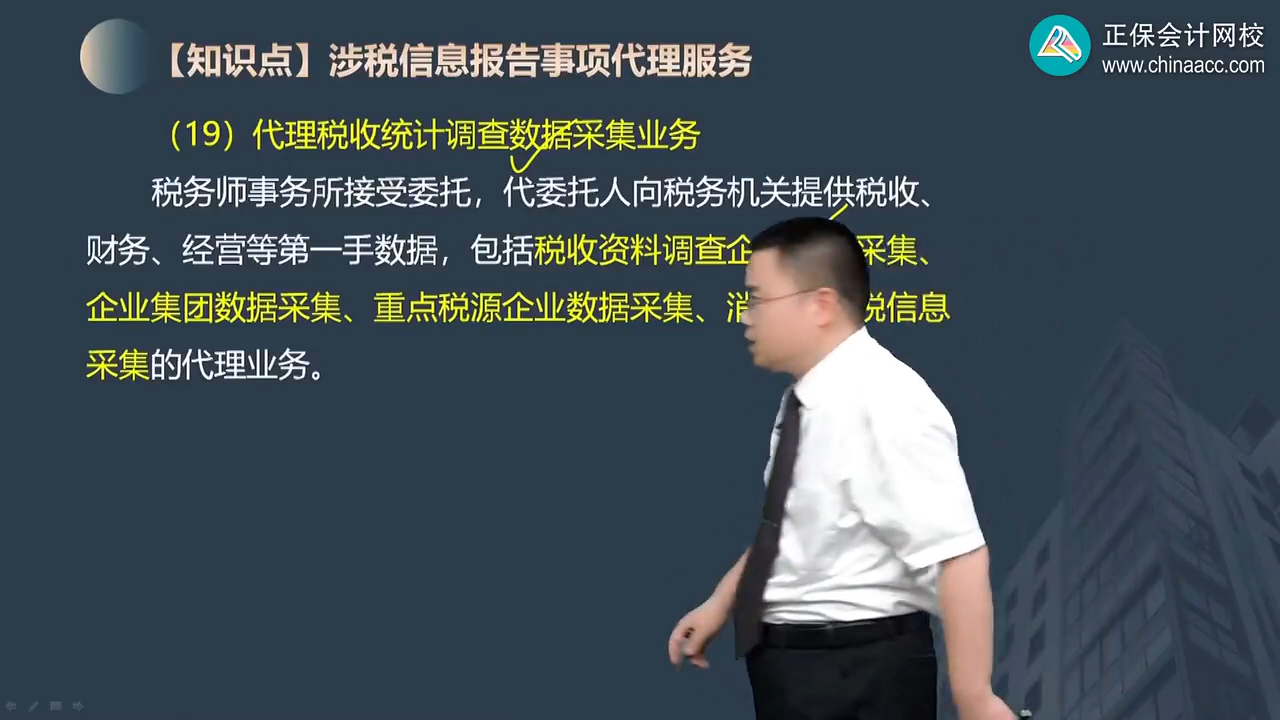 【知识点】涉税信息报告事项代理服务
正保会计网校
www.chinaacc.com
（19）代理税收统计调查数据采集业务
税务师事务所接受委托，代委托人向税务机关提供税收、
财务、经营等第一手数据，包括税收资料调查企 采集、
企业集团数据采集、重点税源企业数据采集、消 税信息
采集的代理业务。